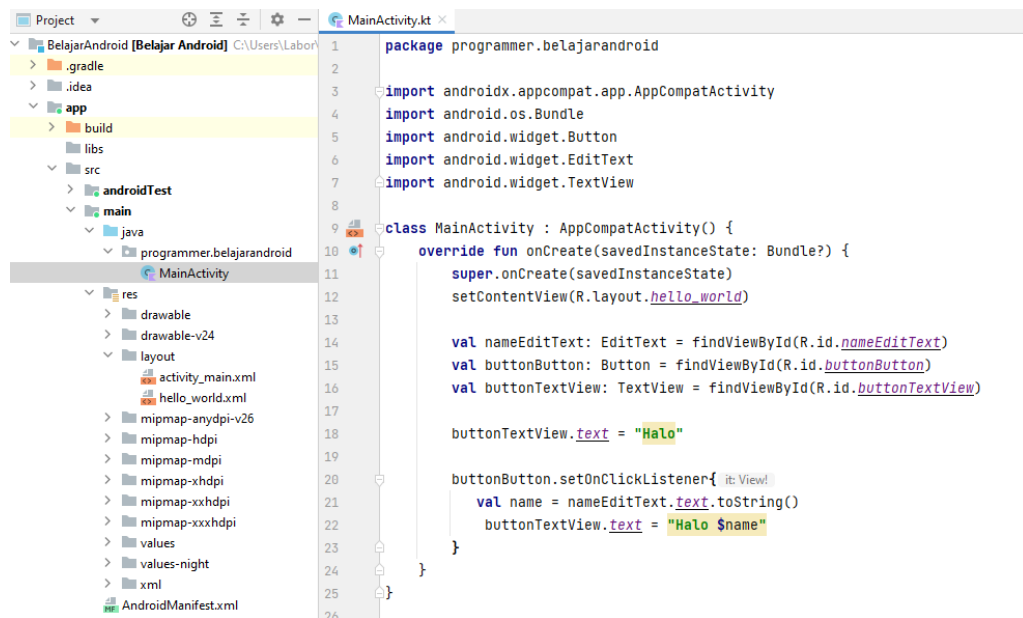 Project
BelajarAndroid [Belajar Android] C:\Users\Labor
.gradle
.idea
app
build
libs
src
androidTest
main
java
programmer.belajarandroid
MainActivity
res
drawable
drawable-v24
layout
activity_main.xml
hello_world.xml
mipmap-anydpi-v26
mipmap-hdpi
mipmap-mdpi
mipmap-xhdpi
mipmap-xxhdpi
mipmap-xxxhdpi
values
values-night
xml
AndroidManifest.xml
MainActivity.kt
1 package programmer.belajarandroid
2
3 import androidx.appcompat.app.AppCompatActivity
4 import android.os.Bundle
5 import android.widget.Button
6 import android.widget.EditText
7 import android.widget.TextView
8
9 class MainActivity : AppCompatActivity() {
10 override fun onCreate(savedInstanceState: Bundle?) {
11 super.onCreate(savedInstanceState)
12 setContentView(R.layout.hello_world)
13
14 val nameEditText: EditText = findViewById(R.id.nameEditText)
15 val buttonButton: Button = findViewById(R.id.buttonButton)
16 val buttonTextView: TextView = findViewById(R.id.buttonTextView)
17
18 buttonTextView.text = "Halo"
19
20 buttonButton.setOnClickListener{ it: View!
21 val name = nameEditText.text.toString()
22 buttonTextView.text = "Halo $name"
23 }
24 }
25 }
26